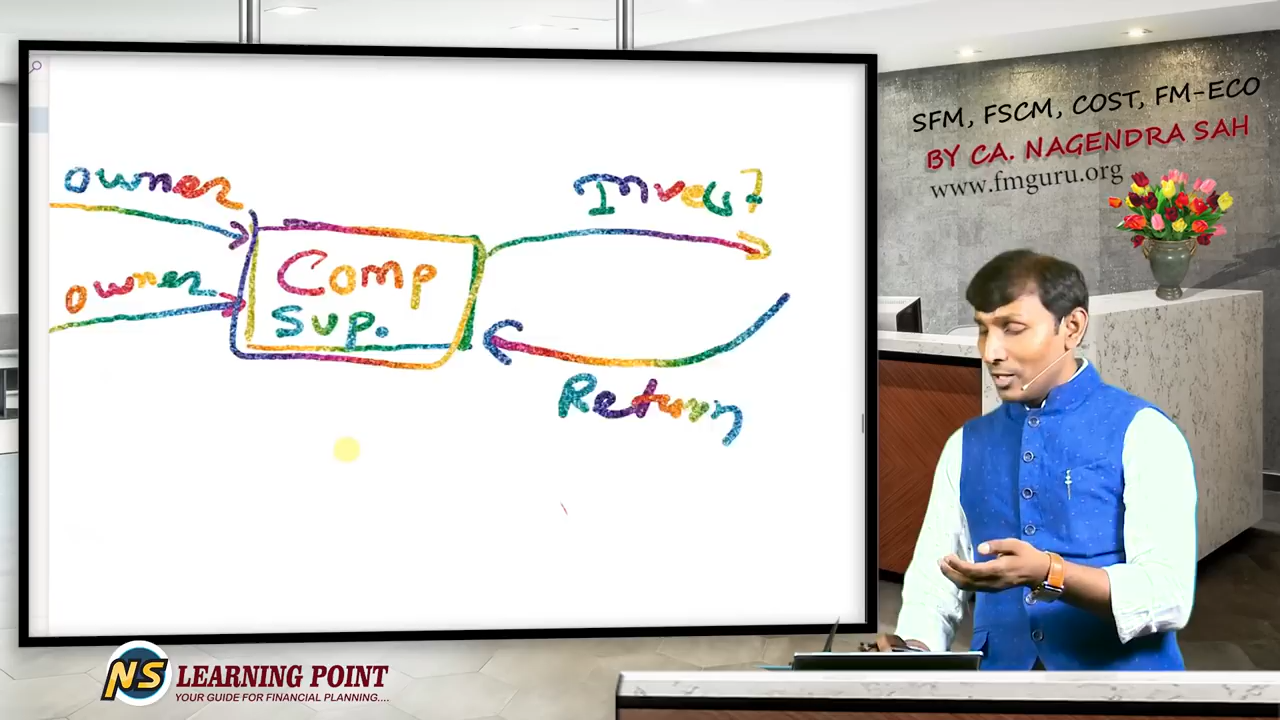 owner
Inves?
Comp
owner
Sup.
Return
SFM, FSCM, COST, FM-ECO
BY CA. NAGENDRA SAH
www.fmguru.org
NS LEARNING POINT
YOUR GUIDE FOR FINANCIAL PLANNING....